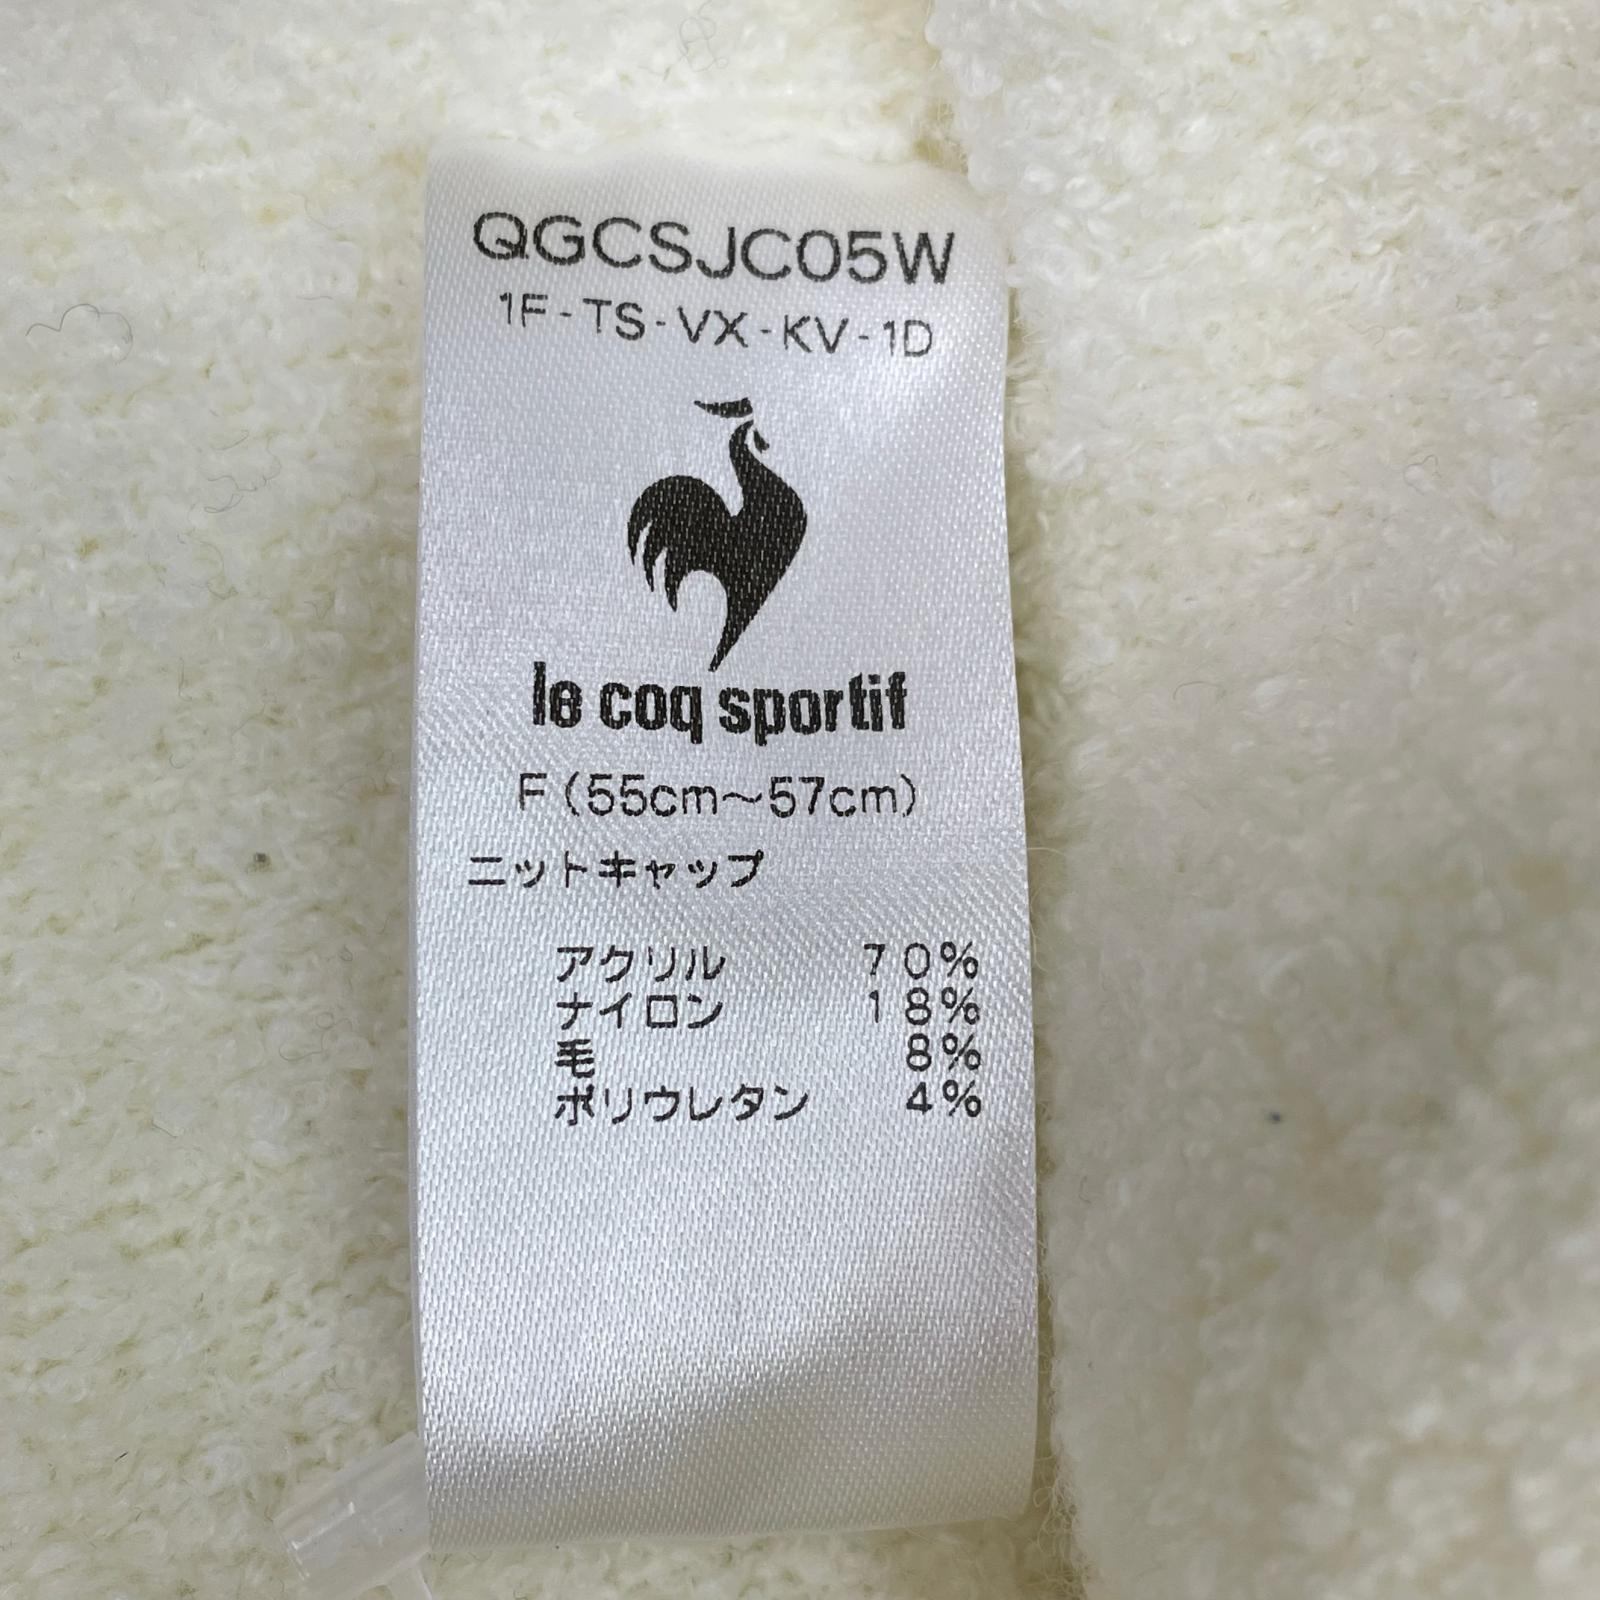 QGCSJC05W
1F-TS-VX-KV-1D
le coq sportif
F(55cm～57cm)
ニットキャップ
アクリル 70%
ナイロン 18%
毛 8%
ポリウレタン 4%